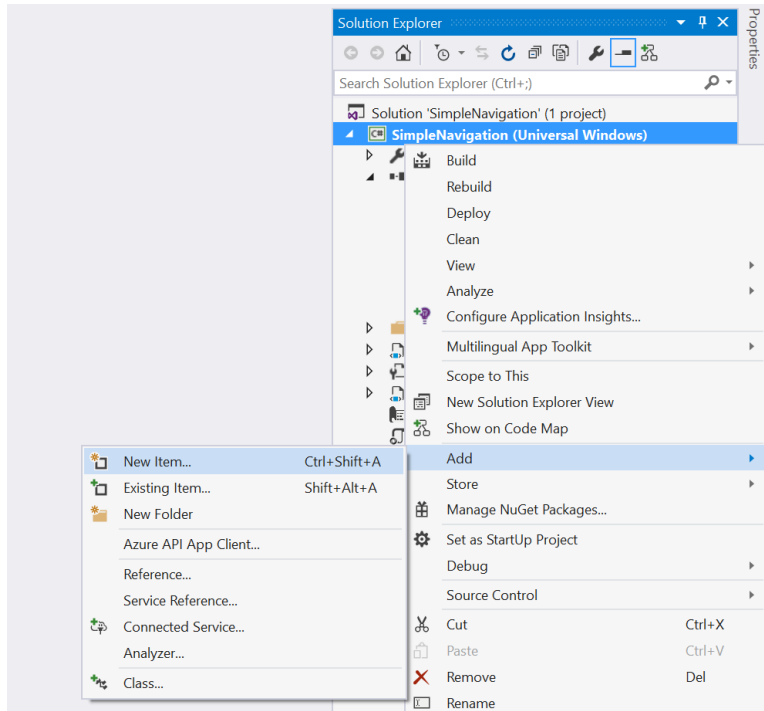 Solution Explorer
Properties
Search Solution Explorer (Ctrl+;)
Solution 'SimpleNavigation' (1 project)
C# SimpleNavigation (Universal Windows)
Build
Rebuild
Deploy
Clean
View
Analyze
Configure Application Insights...
Multilingual App Toolkit
Scope to This
New Solution Explorer View
Show on Code Map
Add
Store
Manage NuGet Packages...
Set as StartUp Project
Debug
Source Control
Cut Ctrl+X
Paste Ctrl+V
Remove Del
Rename
New Item... Ctrl+Shift+A
Existing Item... Shift+Alt+A
New Folder
Azure API App Client...
Reference...
Service Reference...
Connected Service...
Analyzer...
Class...